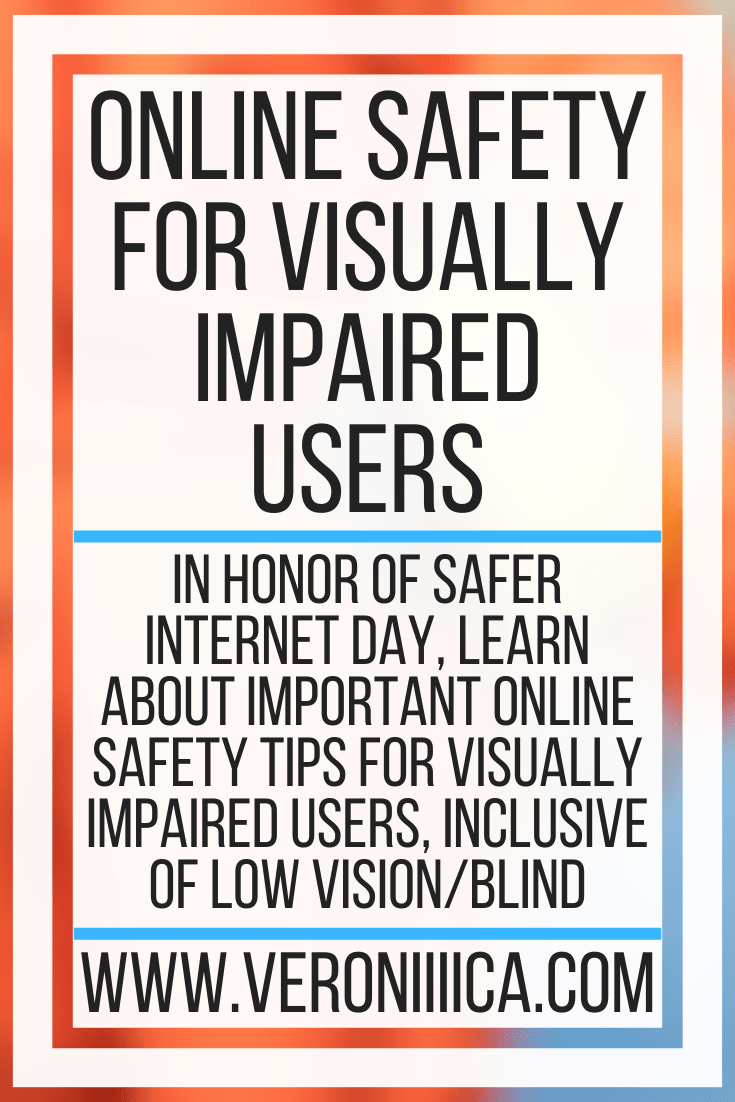 ONLINE SAFETY
FOR VISUALLY
IMPAIRED
USERS
IN HONOR OF SAFER
INTERNET DAY, LEARN
ABOUT IMPORTANT ONLINE
SAFETY TIPS FOR VISUALLY
IMPAIRED USERS, INCLUSIVE
OF LOW VISION/BLIND
WWW.VERONIIIICA.COM